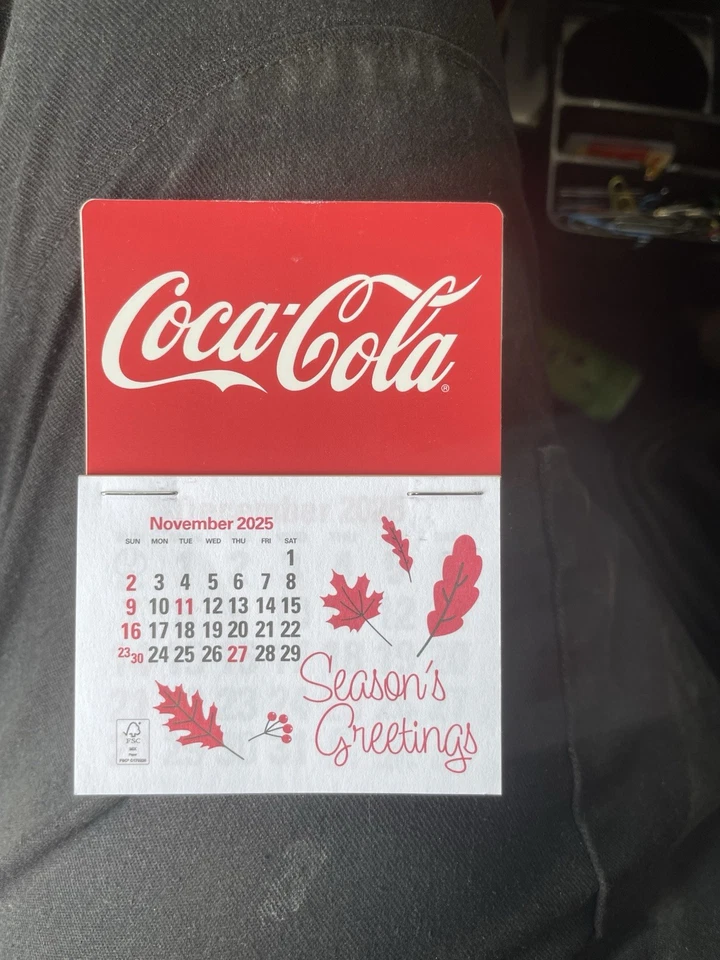 Coca-Cola®
November 2025
SUN MON TUE WED THU FRI SAT
1
2 3 4 5 6 7 8
9 10 11 12 13 14 15
16 17 18 19 20 21 22
23 30 24 25 26 27 28 29
Season's
Greetings
FSC